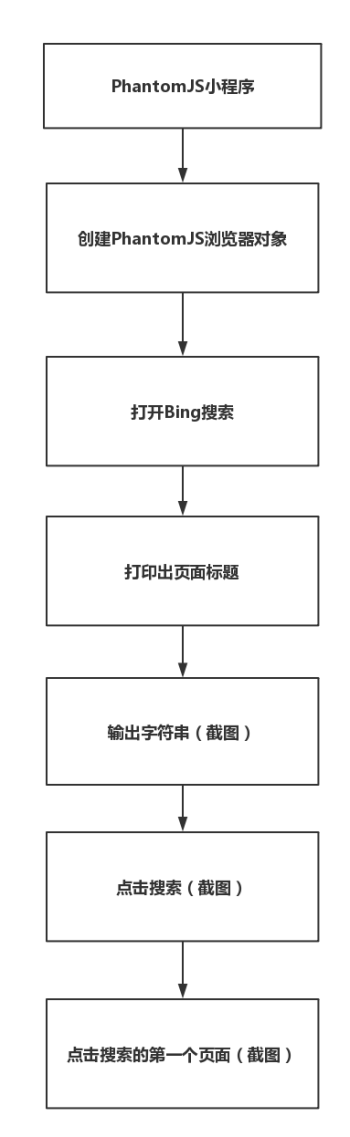 PhantomJS小程序
创建PhantomJS浏览器对象
打开Bing搜索
打印出页面标题
输出字符串（截图）
点击搜索（截图）
点击搜索的第一个页面（截图）